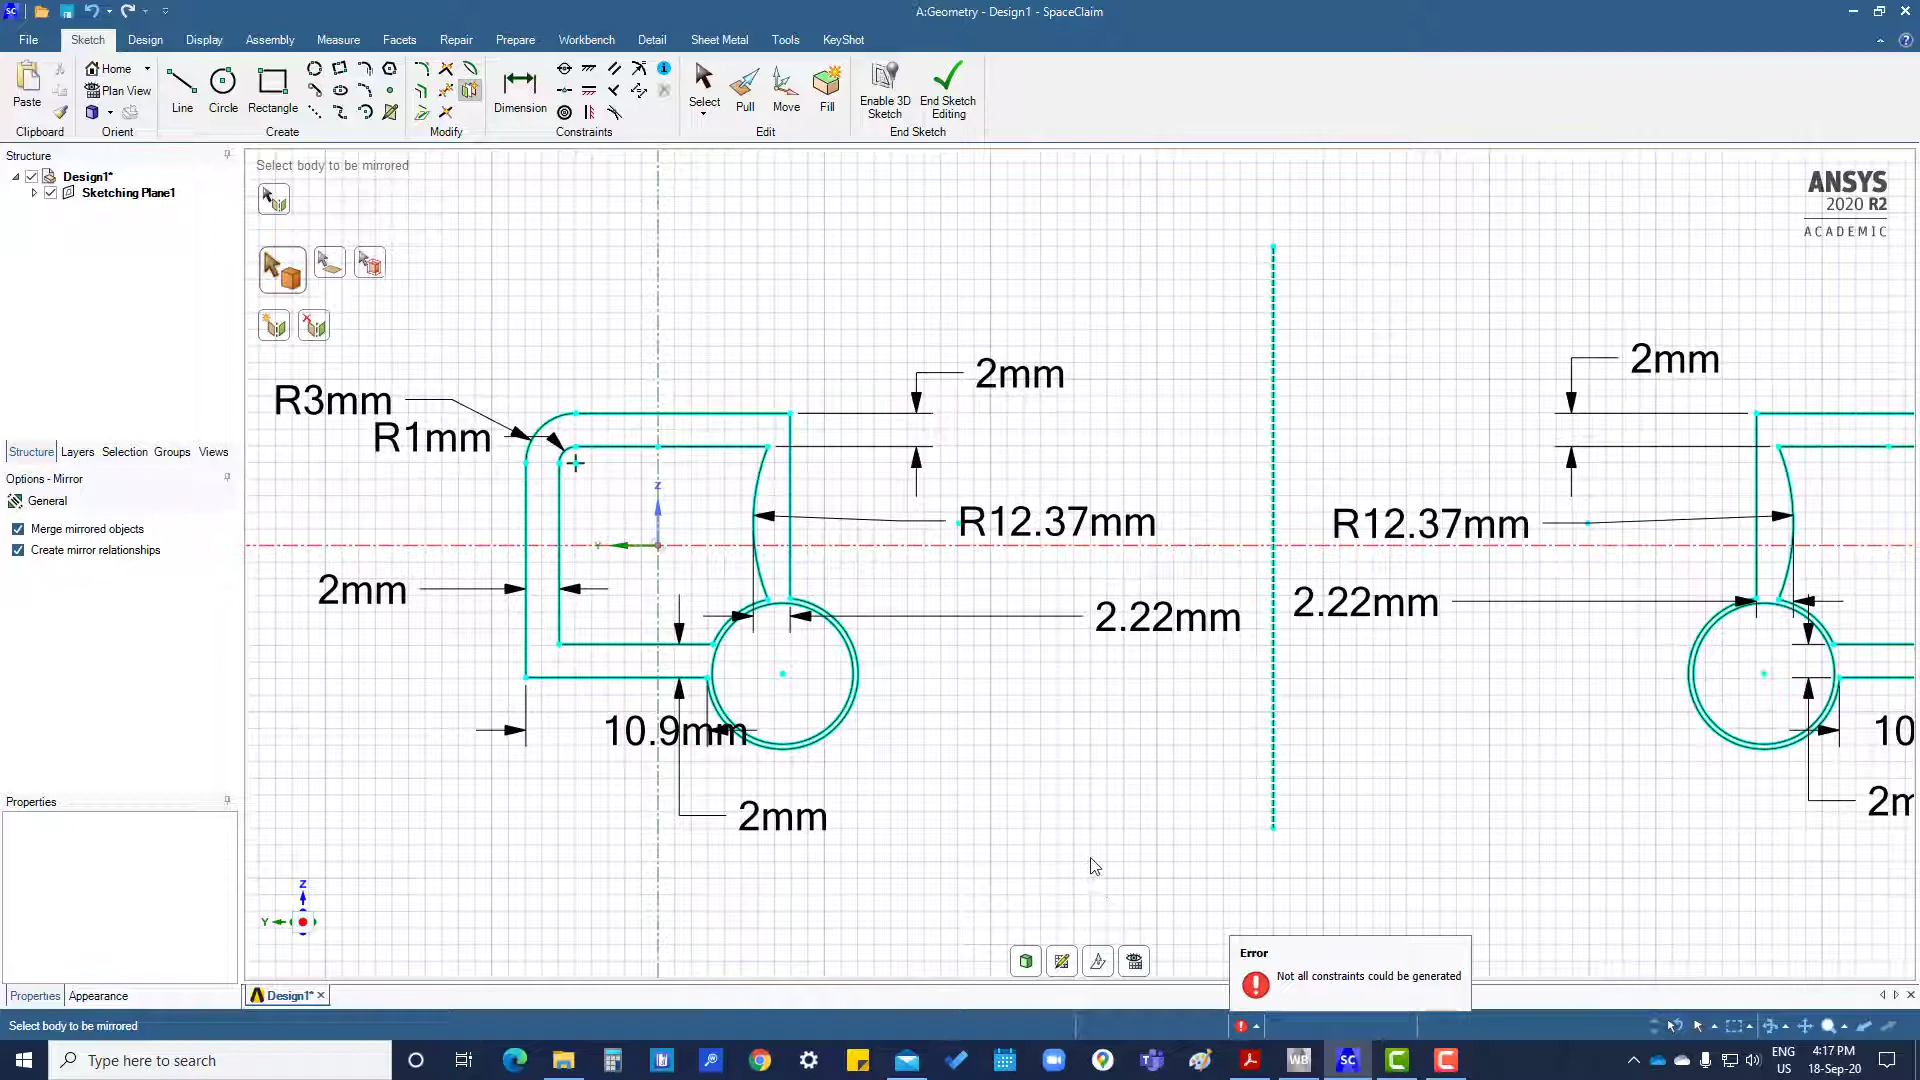 A:Geometry - Design1 - SpaceClaim
File Sketch Design Display Assembly Measure Facets Repair Prepare Workbench Detail Sheet Metal Tools KeyShot
Paste
Home
Plan View
Line
Circle
Rectangle
Dimension
Select
Pull
Move
Fill
Enable 3D Sketch
End Sketch Editing
Clipboard
Orient
Create
Modify
Constraints
Edit
End Sketch
Structure
Design1*
Sketching Plane1
Structure Layers Selection Groups Views
Options - Mirror
General
Merge mirrored objects
Create mirror relationships
Properties
Properties Appearance
Select body to be mirrored
ANSYS
2020 R2
ACADEMIC
R3mm
R1mm
2mm
2mm
R12.37mm
R12.37mm
2mm
2.22mm
2.22mm
10.9mm
10
2mm
2m
Z
Y
Z
Y
Error
Not all constraints could be generated
Design1*
Select body to be mirrored
Type here to search
ENG
US
4:17 PM
18-Sep-20